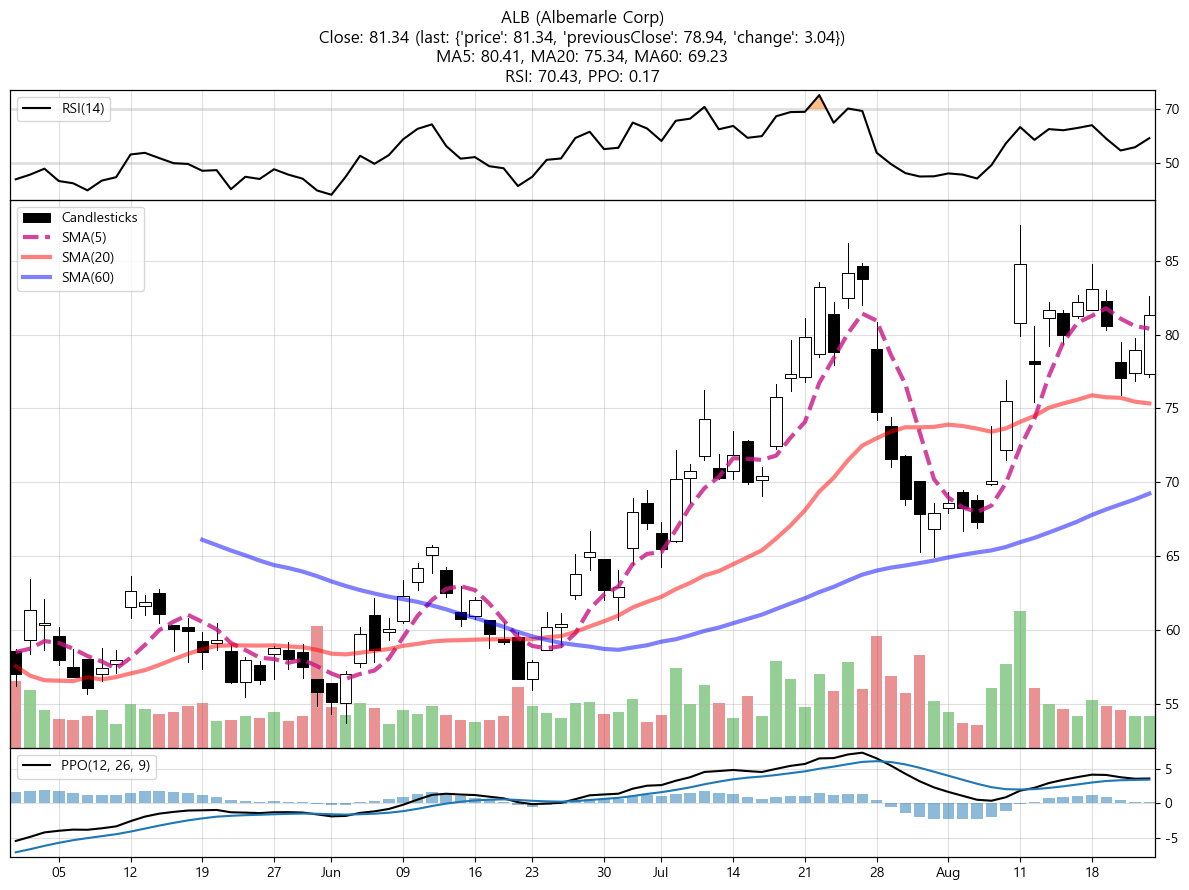 ALB (Albemarle Corp)
Close: 81.34 (last: {'price': 81.34, 'previousClose': 78.94, 'change': 3.04})
MA5: 80.41, MA20: 75.34, MA60: 69.23
RSI: 70.43, PPO: 0.17
RSI(14)
70
50
Candlesticks
SMA(5)
SMA(20)
SMA(60)
85
80
75
70
65
60
55
PPO(12, 26, 9)
5
0
-5
05 12 19 27 Jun 09 16 23 30 Jul 14 21 28 Aug 11 18